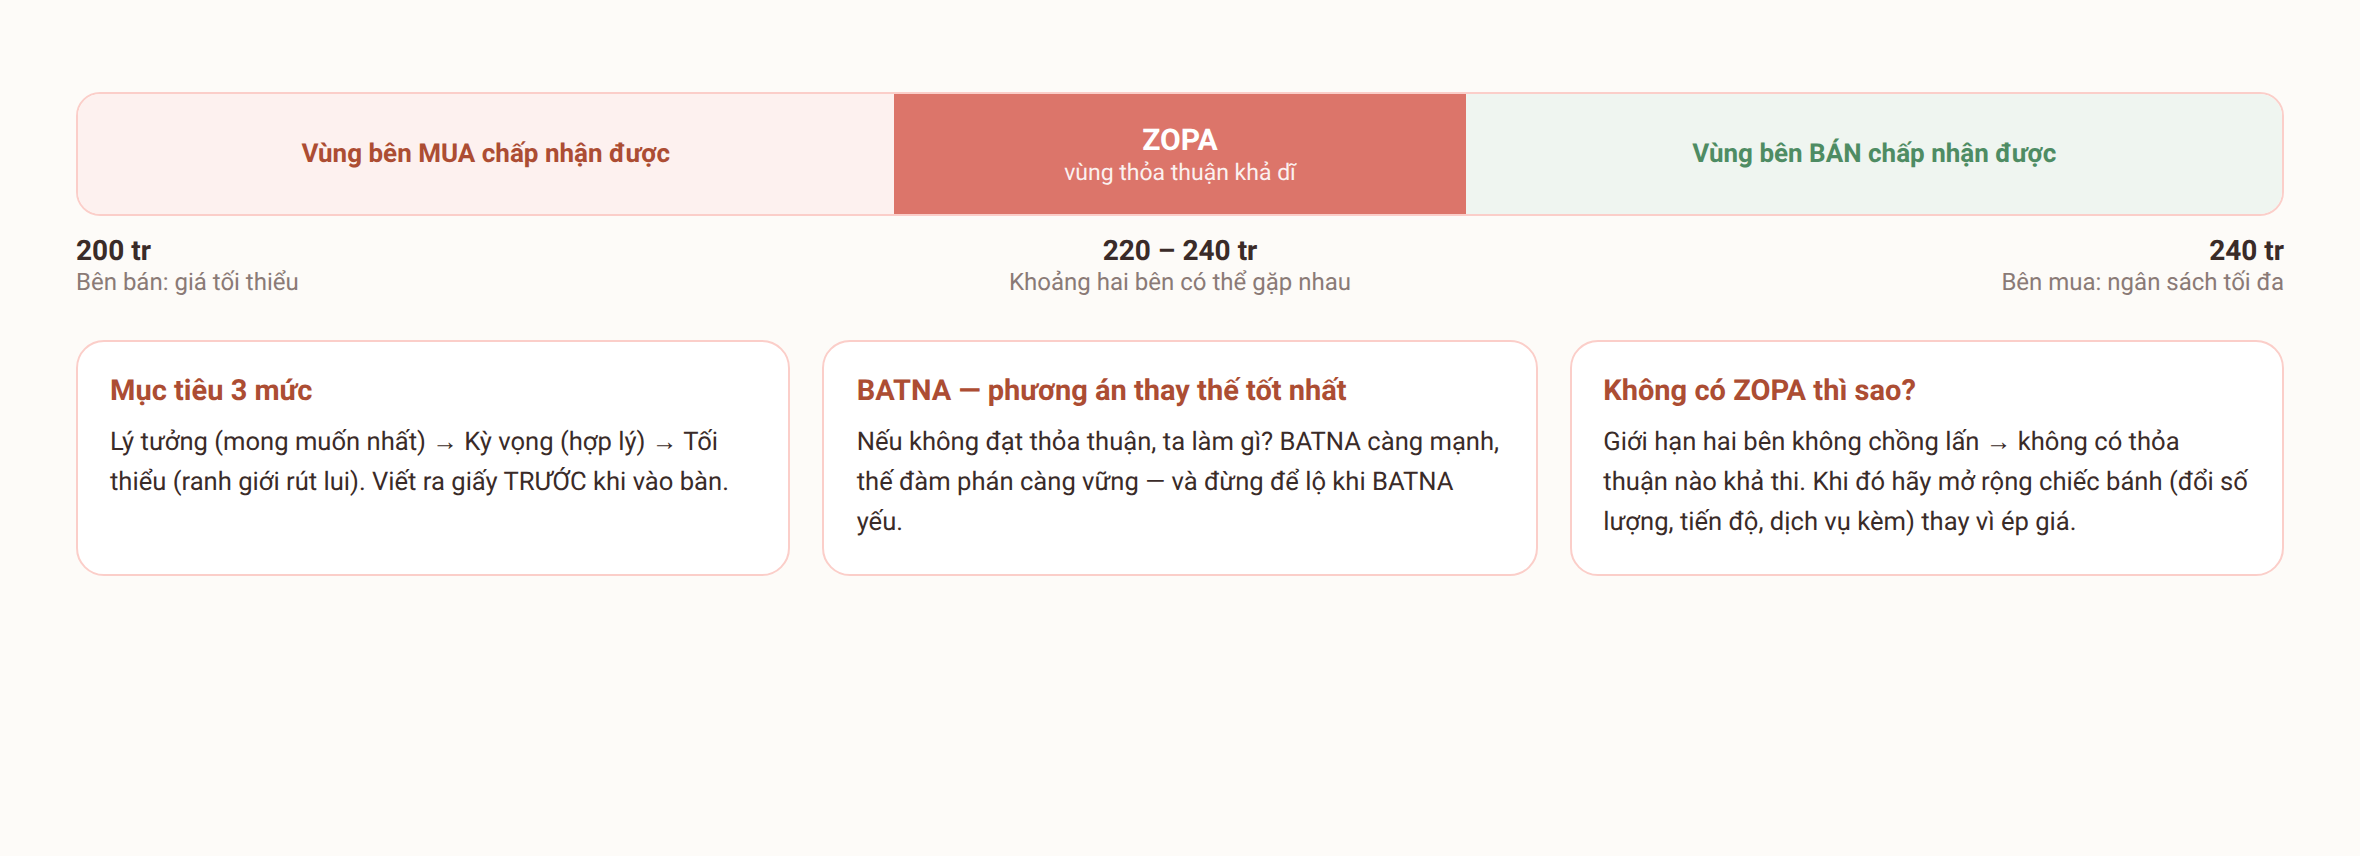 Vùng bên MUA chấp nhận được
ZOPA
vùng thỏa thuận khả dĩ
Vùng bên BÁN chấp nhận được
200 tr
Bên bán: giá tối thiểu
220 – 240 tr
Khoảng hai bên có thể gặp nhau
240 tr
Bên mua: ngân sách tối đa
Mục tiêu 3 mức
Lý tưởng (mong muốn nhất) → Kỳ vọng (hợp lý) → Tối
thiểu (ranh giới rút lui). Viết ra giấy TRƯỚC khi vào bàn.
BATNA — phương án thay thế tốt nhất
Nếu không đạt thỏa thuận, ta làm gì? BATNA càng mạnh,
thế đàm phán càng vững — và đừng để lộ khi BATNA
yếu.
Không có ZOPA thì sao?
Giới hạn hai bên không chồng lấn → không có thỏa
thuận nào khả thi. Khi đó hãy mở rộng chiếc bánh (đổi số
lượng, tiến độ, dịch vụ kèm) thay vì ép giá.